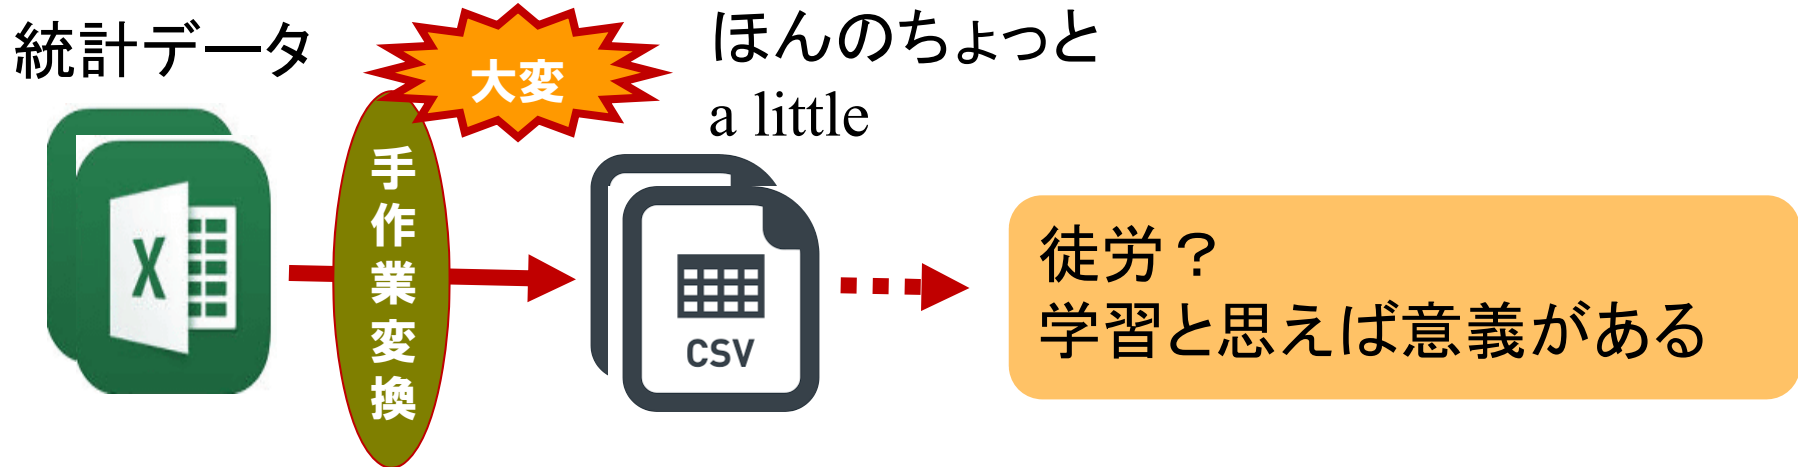 統計データ
大変
ほんのちょっと
a little
手作業変換
X
CSV
徒労？
学習と思えば意義がある